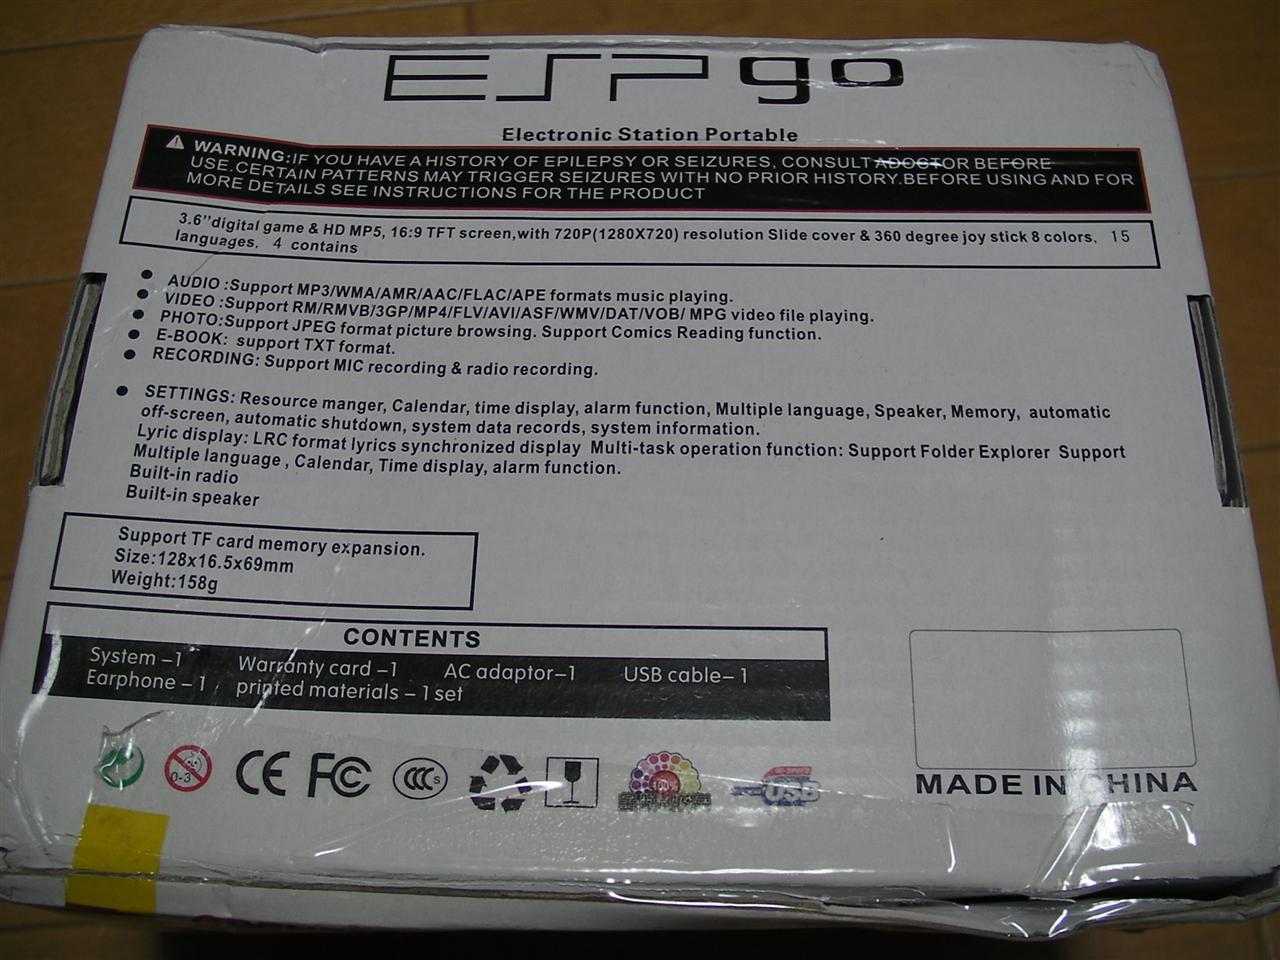 ESP go
Electronic Station Portable
WARNING:IF YOU HAVE A HISTORY OF EPILEPSY OR SEIZURES, CONSULT ADOCTOR BEFORE
USE.CERTAIN PATTERNS MAY TRIGGER SEIZURES WITH NO PRIOR HISTORY.BEFORE USING AND FOR
MORE DETAILS SEE INSTRUCTIONS FOR THE PRODUCT
3.6"digital game & HD MP5, 16:9 TFT screen,with 720P(1280X720) resolution Slide cover & 360 degree joy stick 8 colors, 15
languages, 4 contains
● AUDIO :Support MP3/WMA/AMR/AAC/FLAC/APE formats music playing.
● VIDEO :Support RM/RMVB/3GP/MP4/FLV/AVI/ASF/WMV/DAT/VOB/ MPG video file playing.
● PHOTO:Support JPEG format picture browsing. Support Comics Reading function.
● E-BOOK: support TXT format.
● RECORDING: Support MIC recording & radio recording.
● SETTINGS: Resource manger, Calendar, time display, alarm function, Multiple language, Speaker, Memory, automatic
off-screen, automatic shutdown, system data records, system information.
Lyric display: LRC format lyrics synchronized display Multi-task operation function: Support Folder Explorer Support
Multiple language , Calendar, Time display, alarm function.
Built-in radio
Built-in speaker
Support TF card memory expansion.
Size:128x16.5x69mm
Weight:158g
CONTENTS
System –1 Warranty card –1 AC adaptor–1 USB cable– 1
Earphone – 1 printed materials – 1 set
0-3 CE FC CCC S 100% HI-SPEED USB
MADE IN CHINA